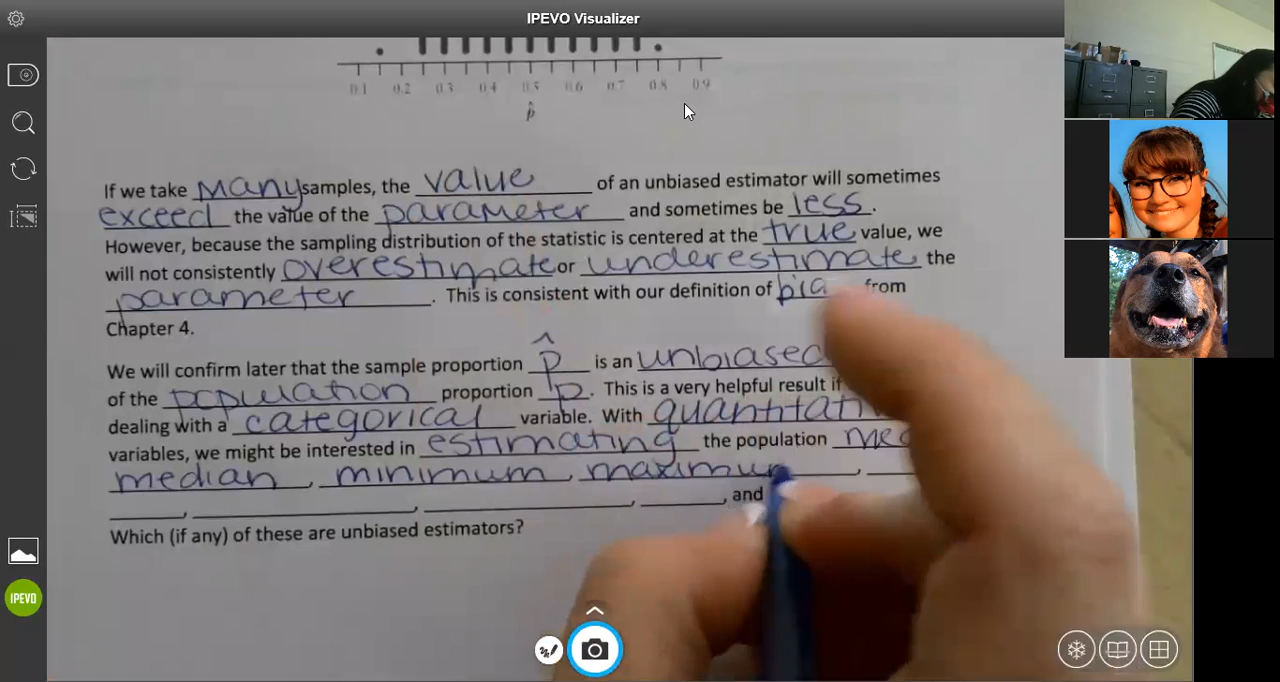 IPEVO Visualizer
0.1 0.2 0.3 0.4 0.5 0.6 0.7 0.8 0.9
p̂
If we take many samples, the value of an unbiased estimator will sometimes
exceed the value of the parameter and sometimes be less.
However, because the sampling distribution of the statistic is centered at the true value, we
will not consistently overestimate or underestimate the
parameter. This is consistent with our definition of bia from
Chapter 4.
We will confirm later that the sample proportion p̂ is an unbiased
of the population proportion p. This is a very helpful result if
dealing with a categorical variable. With quantitati
variables, we might be interested in estimating the population me
median, minimum, maximum,
, and
Which (if any) of these are unbiased estimators?
IPEVO